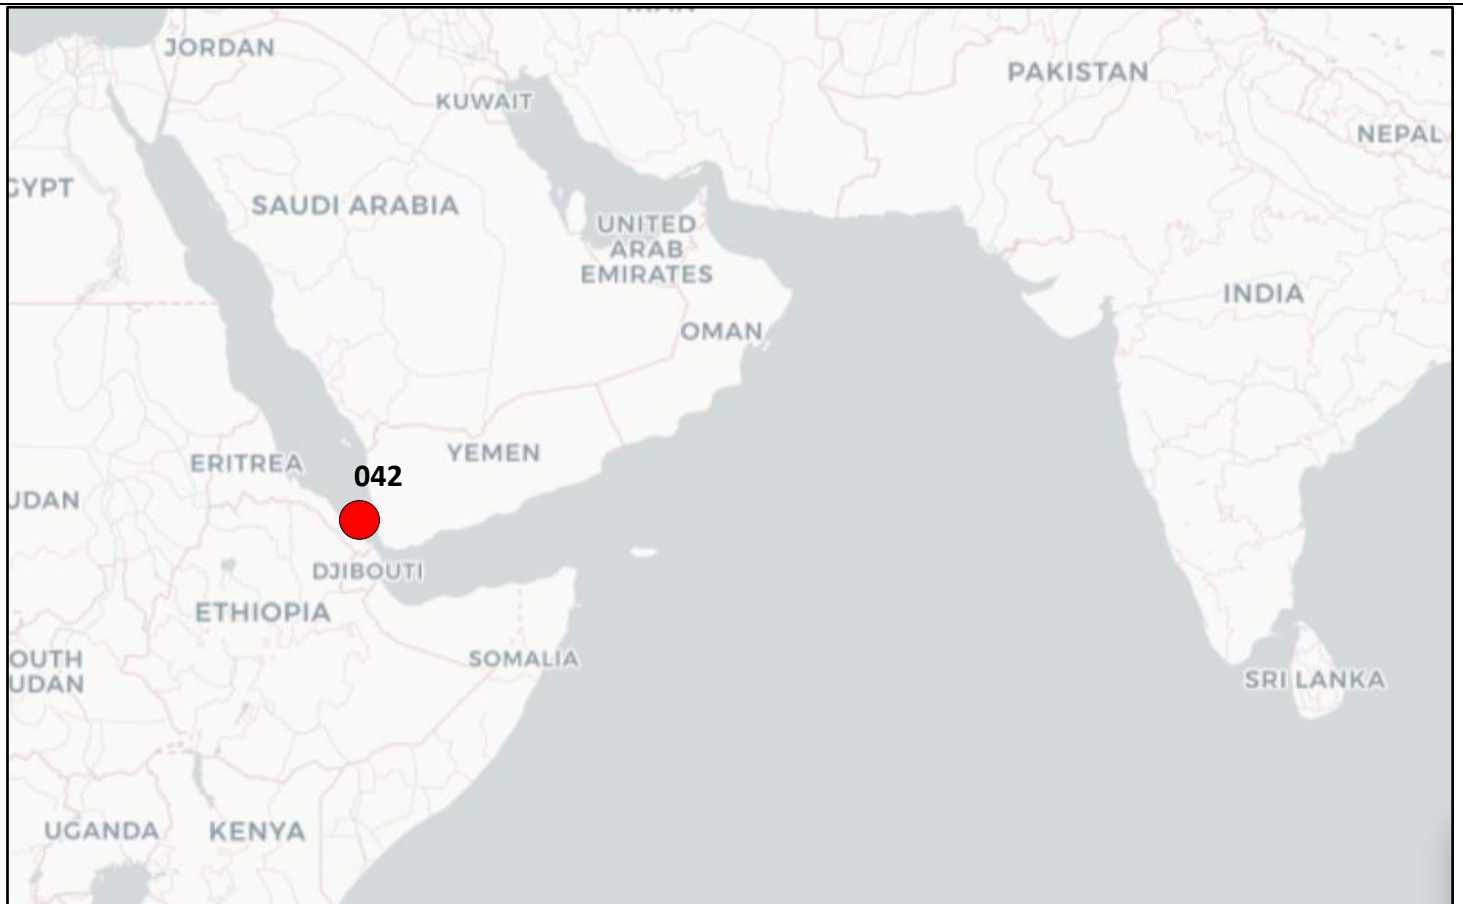 JORDAN
PAKISTAN
KUWAIT
NEPAL
GYPT
SAUDI ARABIA
UNITED
ARAB
EMIRATES
INDIA
OMAN
YEMEN
ERITREA
042
UDAN
DJIBOUTI
ETHIOPIA
OUTH
UDAN
SOMALIA
SRI LANKA
UGANDA
KENYA